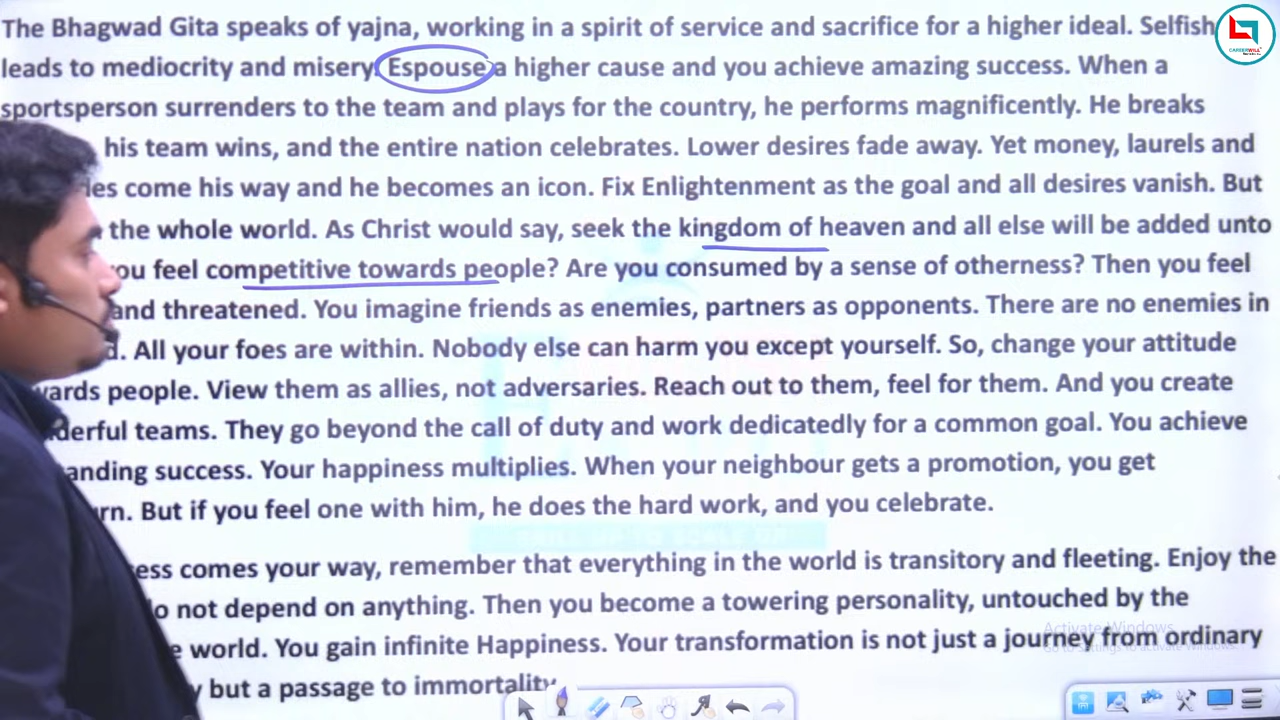 The Bhagwad Gita speaks of yajna, working in a spirit of service and sacrifice for a higher ideal. Selfish
leads to mediocrity and misery. Espouse a higher cause and you achieve amazing success. When a
sportsperson surrenders to the team and plays for the country, he performs magnificently. He breaks
his team wins, and the entire nation celebrates. Lower desires fade away. Yet money, laurels and
come his way and he becomes an icon. Fix Enlightenment as the goal and all desires vanish. But
the whole world. As Christ would say, seek the kingdom of heaven and all else will be added unto
you feel competitive towards people? Are you consumed by a sense of otherness? Then you feel
and threatened. You imagine friends as enemies, partners as opponents. There are no enemies in
All your foes are within. Nobody else can harm you except yourself. So, change your attitude
towards people. View them as allies, not adversaries. Reach out to them, feel for them. And you create
wonderful teams. They go beyond the call of duty and work dedicatedly for a common goal. You achieve
success. Your happiness multiplies. When your neighbour gets a promotion, you get
But if you feel one with him, he does the hard work, and you celebrate.
comes your way, remember that everything in the world is transitory and fleeting. Enjoy the
do not depend on anything. Then you become a towering personality, untouched by the
world. You gain infinite Happiness. Your transformation is not just a journey from ordinary
but a passage to immortality
CAREERWILL
Activate Windows
Go to Settings to activate Windows.